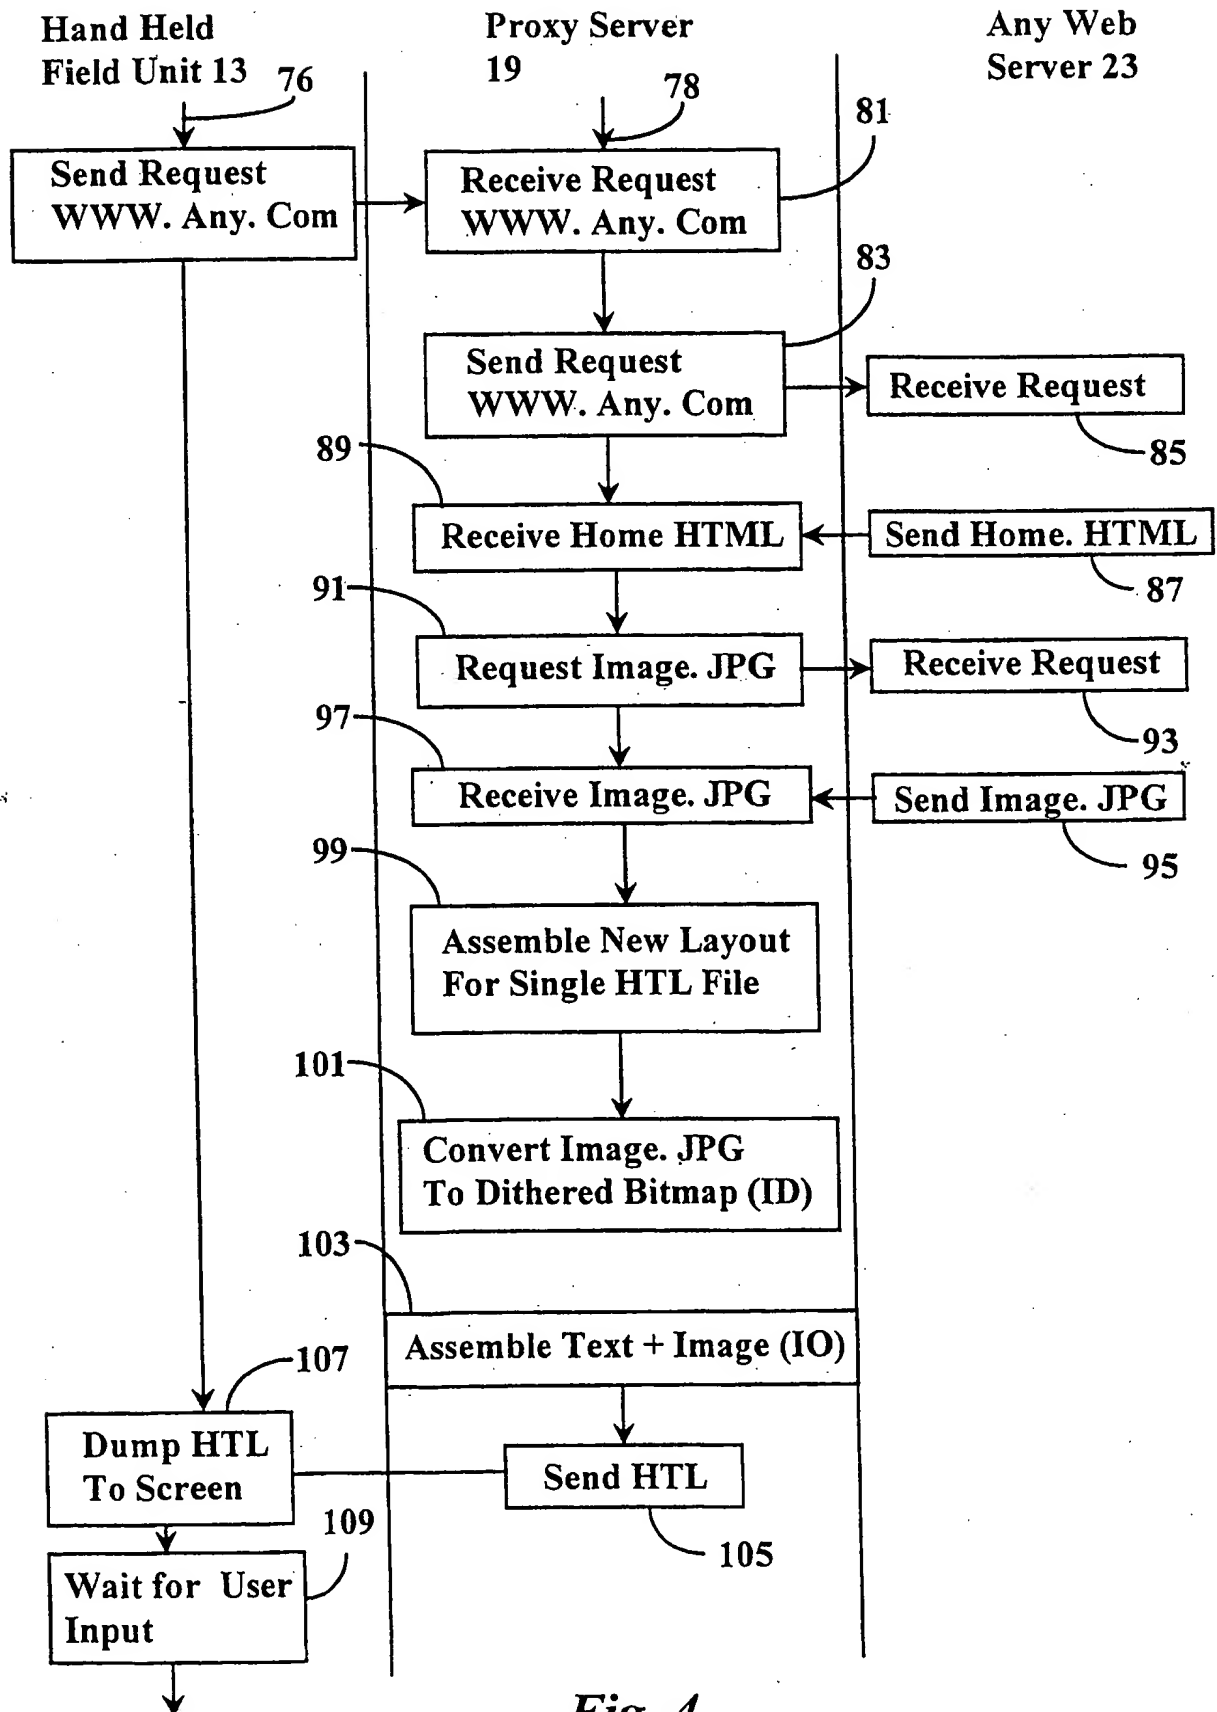 Hand Held
Field Unit 13
76
Proxy Server
19
78
Any Web
Server 23
81
Send Request
WWW. Any. Com
Receive Request
WWW. Any. Com
83
Send Request
WWW. Any. Com
Receive Request
85
89
Receive Home HTML
Send Home. HTML
87
91
Request Image. JPG
Receive Request
93
97
Receive Image. JPG
Send Image. JPG
95
99
Assemble New Layout
For Single HTL File
101
Convert Image. JPG
To Dithered Bitmap (ID)
103
Assemble Text + Image (IO)
107
Dump HTL
To Screen
Send HTL
105
109
Wait for User
Input
Fig. 4